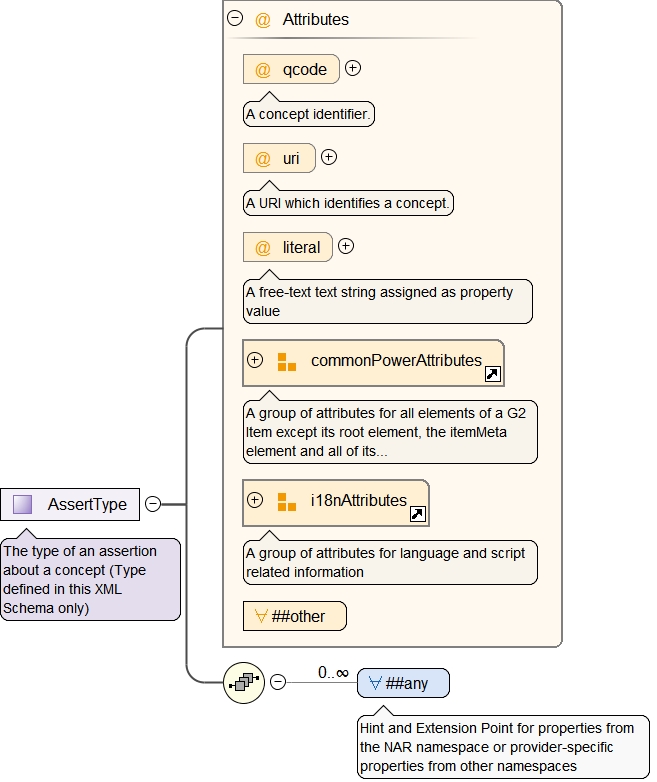 Attributes
@ qcode
A concept identifier.
@ uri
A URI which identifies a concept.
@ literal
A free-text text string assigned as property
value
commonPowerAttributes
A group of attributes for all elements of a G2
Item except its root element, the itemMeta
element and all of its...
i18nAttributes
A group of attributes for language and script
related information
##other
AssertType
The type of an assertion
about a concept (Type
defined in this XML
Schema only)
0..∞
##any
Hint and Extension Point for properties from
the NAR namespace or provider-specific
properties from other namespaces